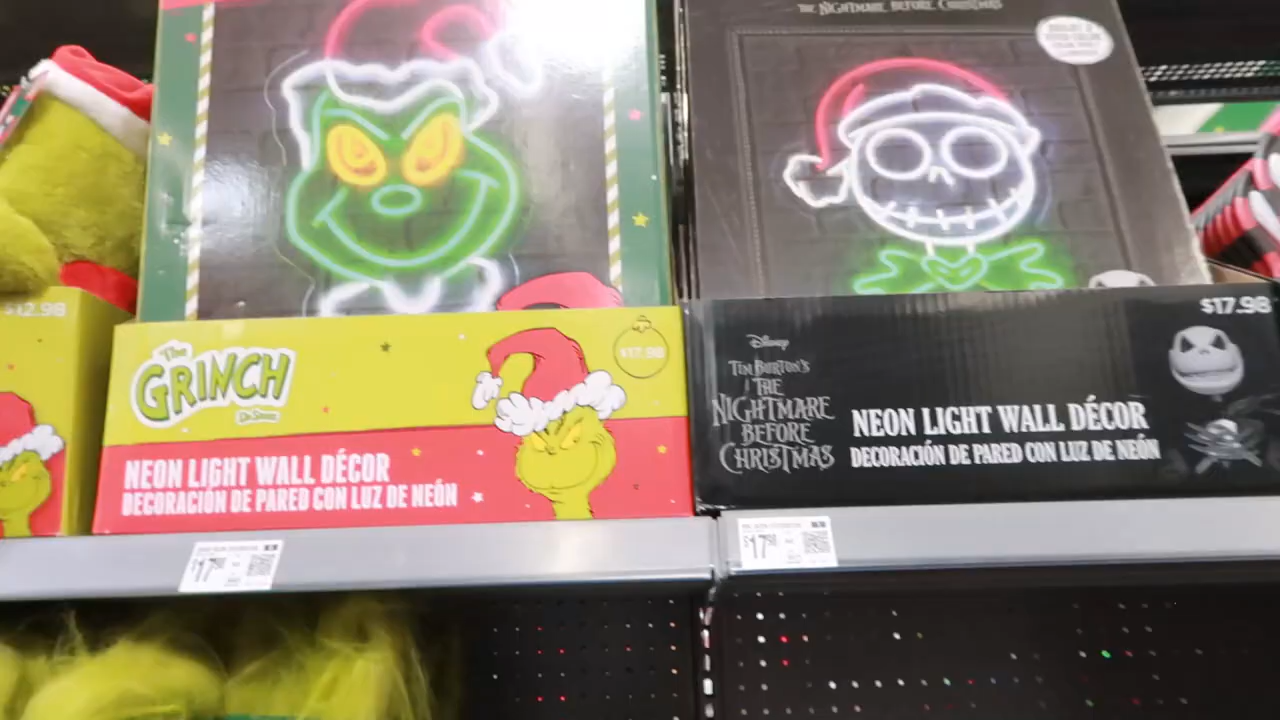 THE NIGHTMARE BEFORE CHRISTMAS
$12.98
The
GRINCH
Dr. Seuss
$17.98
NEON LIGHT WALL DÉCOR
DECORACIÓN DE PARED CON LUZ DE NEÓN
$17.98
Disney
TIM BURTON'S
THE
NIGHTMARE
BEFORE
CHRISTMAS
NEON LIGHT WALL DÉCOR
DECORACIÓN DE PARED CON LUZ DE NEÓN
$17.98
$17.98